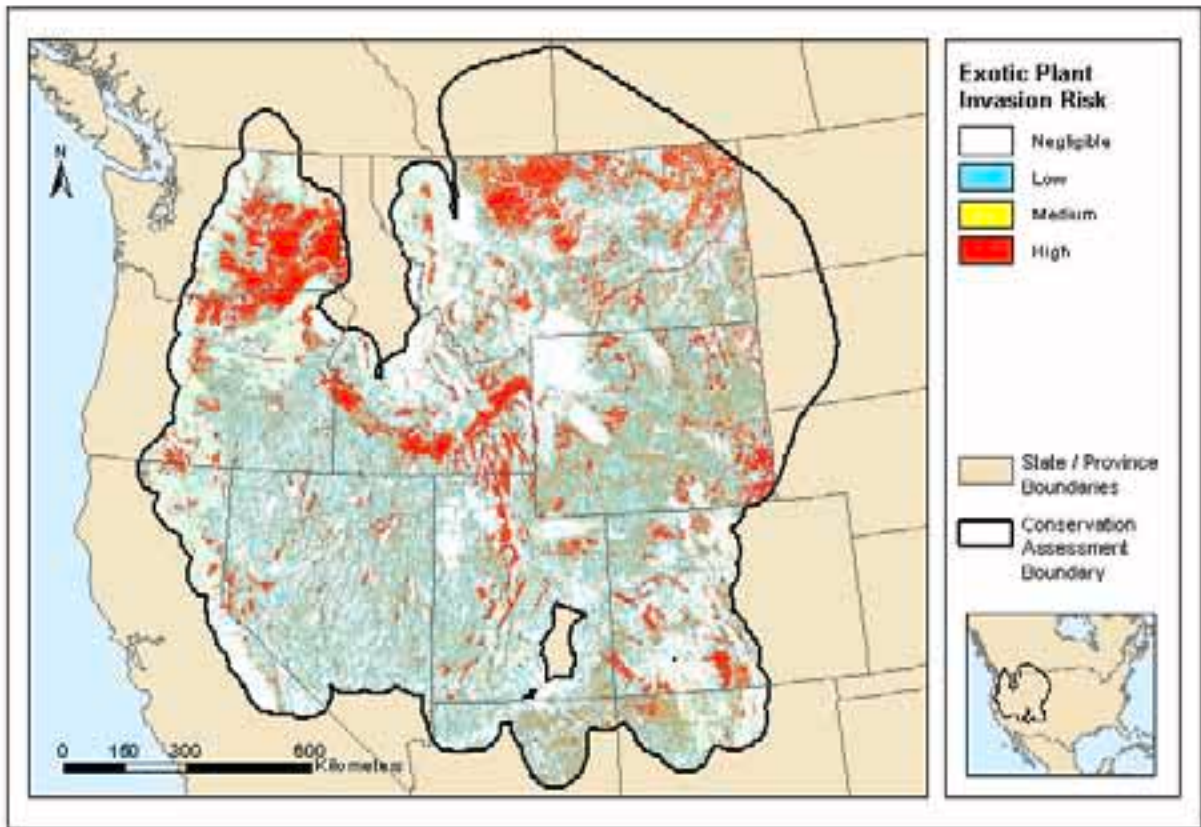 N
0 150 300 600
Kilometers
Exotic Plant
Invasion Risk
Negligible
Low
Medium
High
State / Province
Boundaries
Conservation
Assessment
Boundary